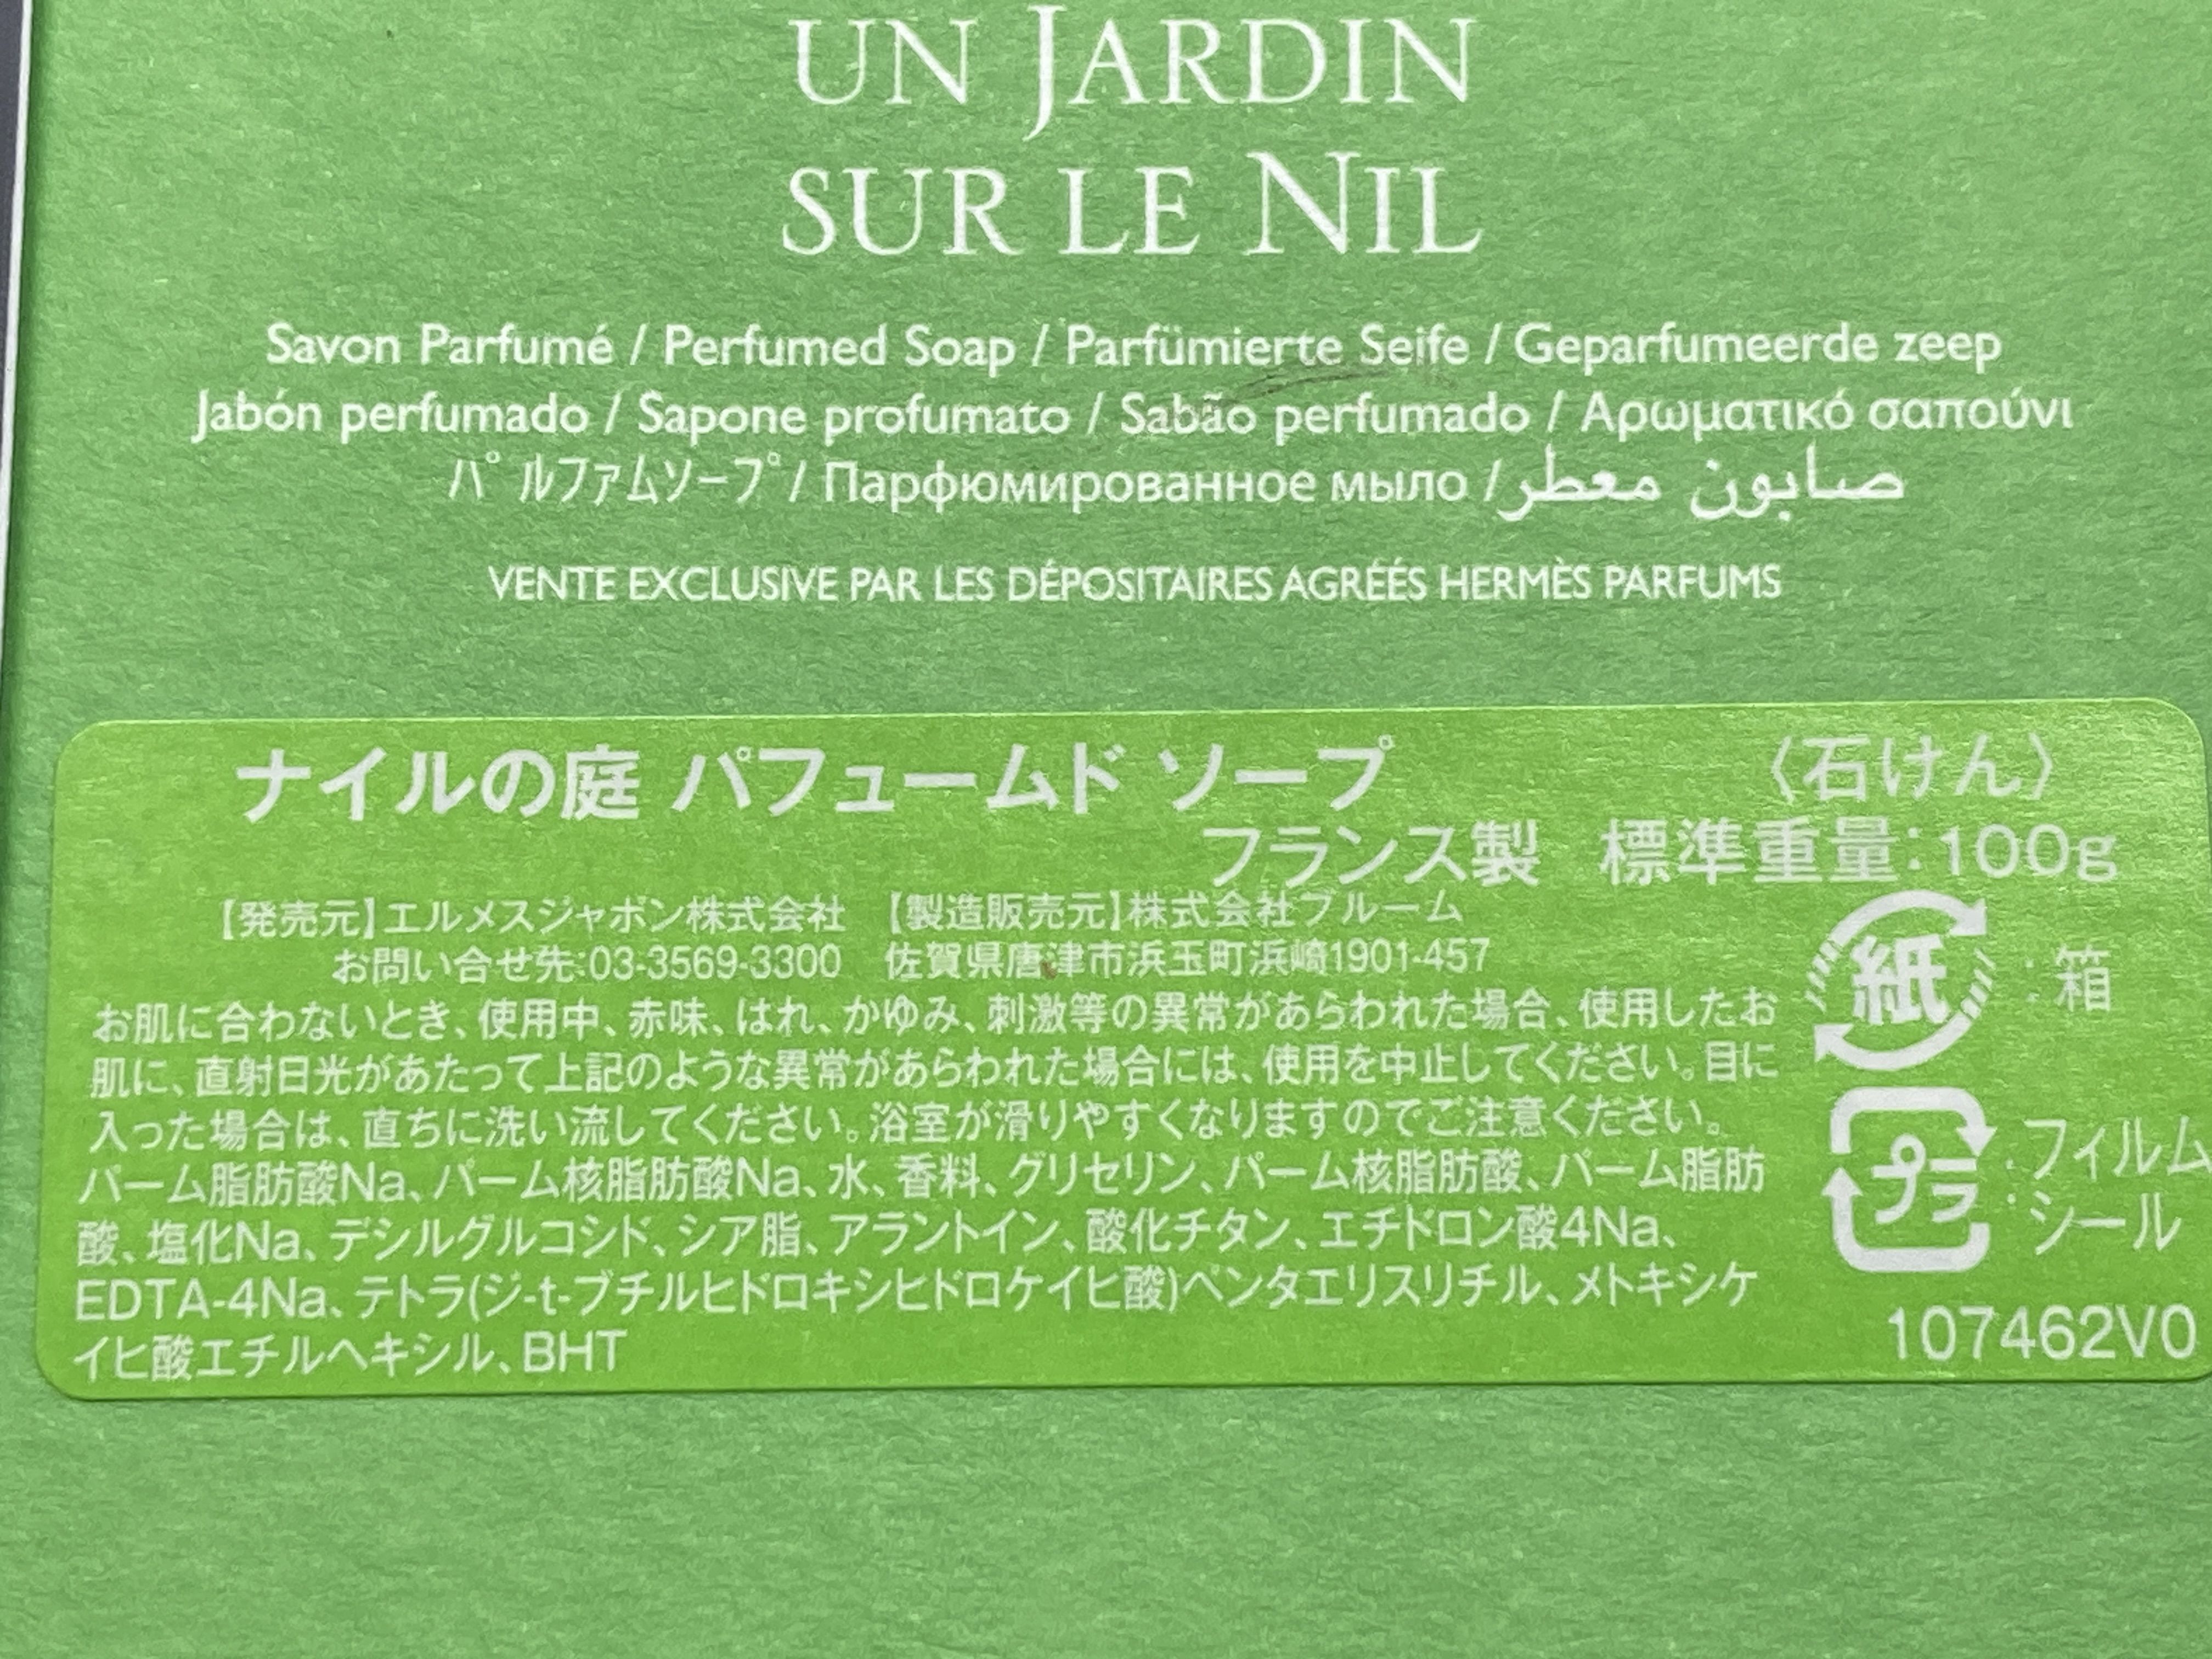 UN JARDIN
SUR LE NIL
Savon Parfumé / Perfumed Soap / Parfümierte Seife / Geparfumeerde zeep
Jabón perfumado / Sapone profumato / Sabão perfumado / Αρωματικό σαπούνι
ﾊﾟﾙﾌｧﾑｿｰﾌﾟ / Парфюмированное мыло / صابون معطر
VENTE EXCLUSIVE PAR LES DÉPOSITAIRES AGRÉÉS HERMÈS PARFUMS
ナイルの庭 パフュームド ソープ 〈石けん〉
フランス製 標準重量:100g
【発売元】エルメスジャポン株式会社 【製造販売元】株式会社ブルーム
お問い合せ先:03-3569-3300 佐賀県唐津市浜玉町浜崎1901-457
紙 : 箱
お肌に合わないとき、使用中、赤味、はれ、かゆみ、刺激等の異常があらわれた場合、使用したお
肌に、直射日光があたって上記のような異常があらわれた場合には、使用を中止してください。目に
入った場合は、直ちに洗い流してください。浴室が滑りやすくなりますのでご注意ください。
パーム脂肪酸Na、パーム核脂肪酸Na、水、香料、グリセリン、パーム核脂肪酸、パーム脂肪
酸、塩化Na、デシルグルコシド、シア脂、アラントイン、酸化チタン、エチドロン酸4Na、
EDTA-4Na、テトラ(ジ-t-ブチルヒドロキシヒドロケイヒ酸)ペンタエリスリチル、メトキシケ
イヒ酸エチルヘキシル、BHT
プラ : フィルム
: シール
107462V0